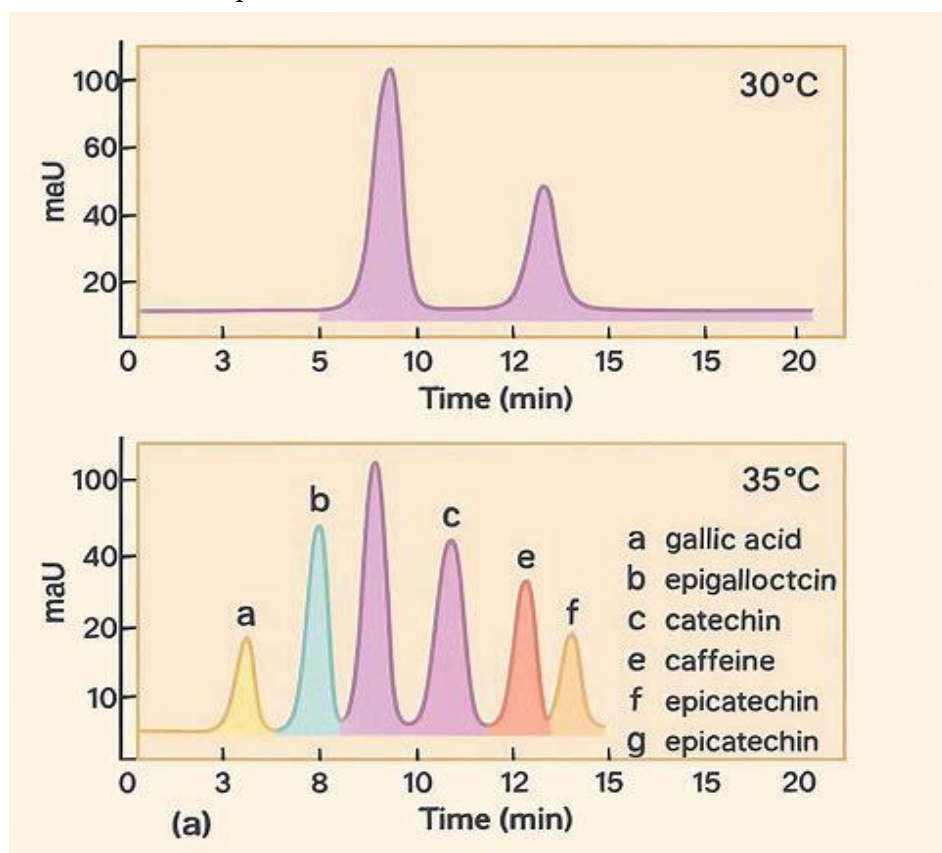 30°C
100
60
40
20
maU
0 3 5 10 12 15 15 20
Time (min)
35°C
100
40
20
10
maU
a
b
c
e
f
a gallic acid
b epigalloctcin
c catechin
e caffeine
f epicatechin
g epicatechin
0 3 8 10 12 15 15 20
(a)
Time (min)